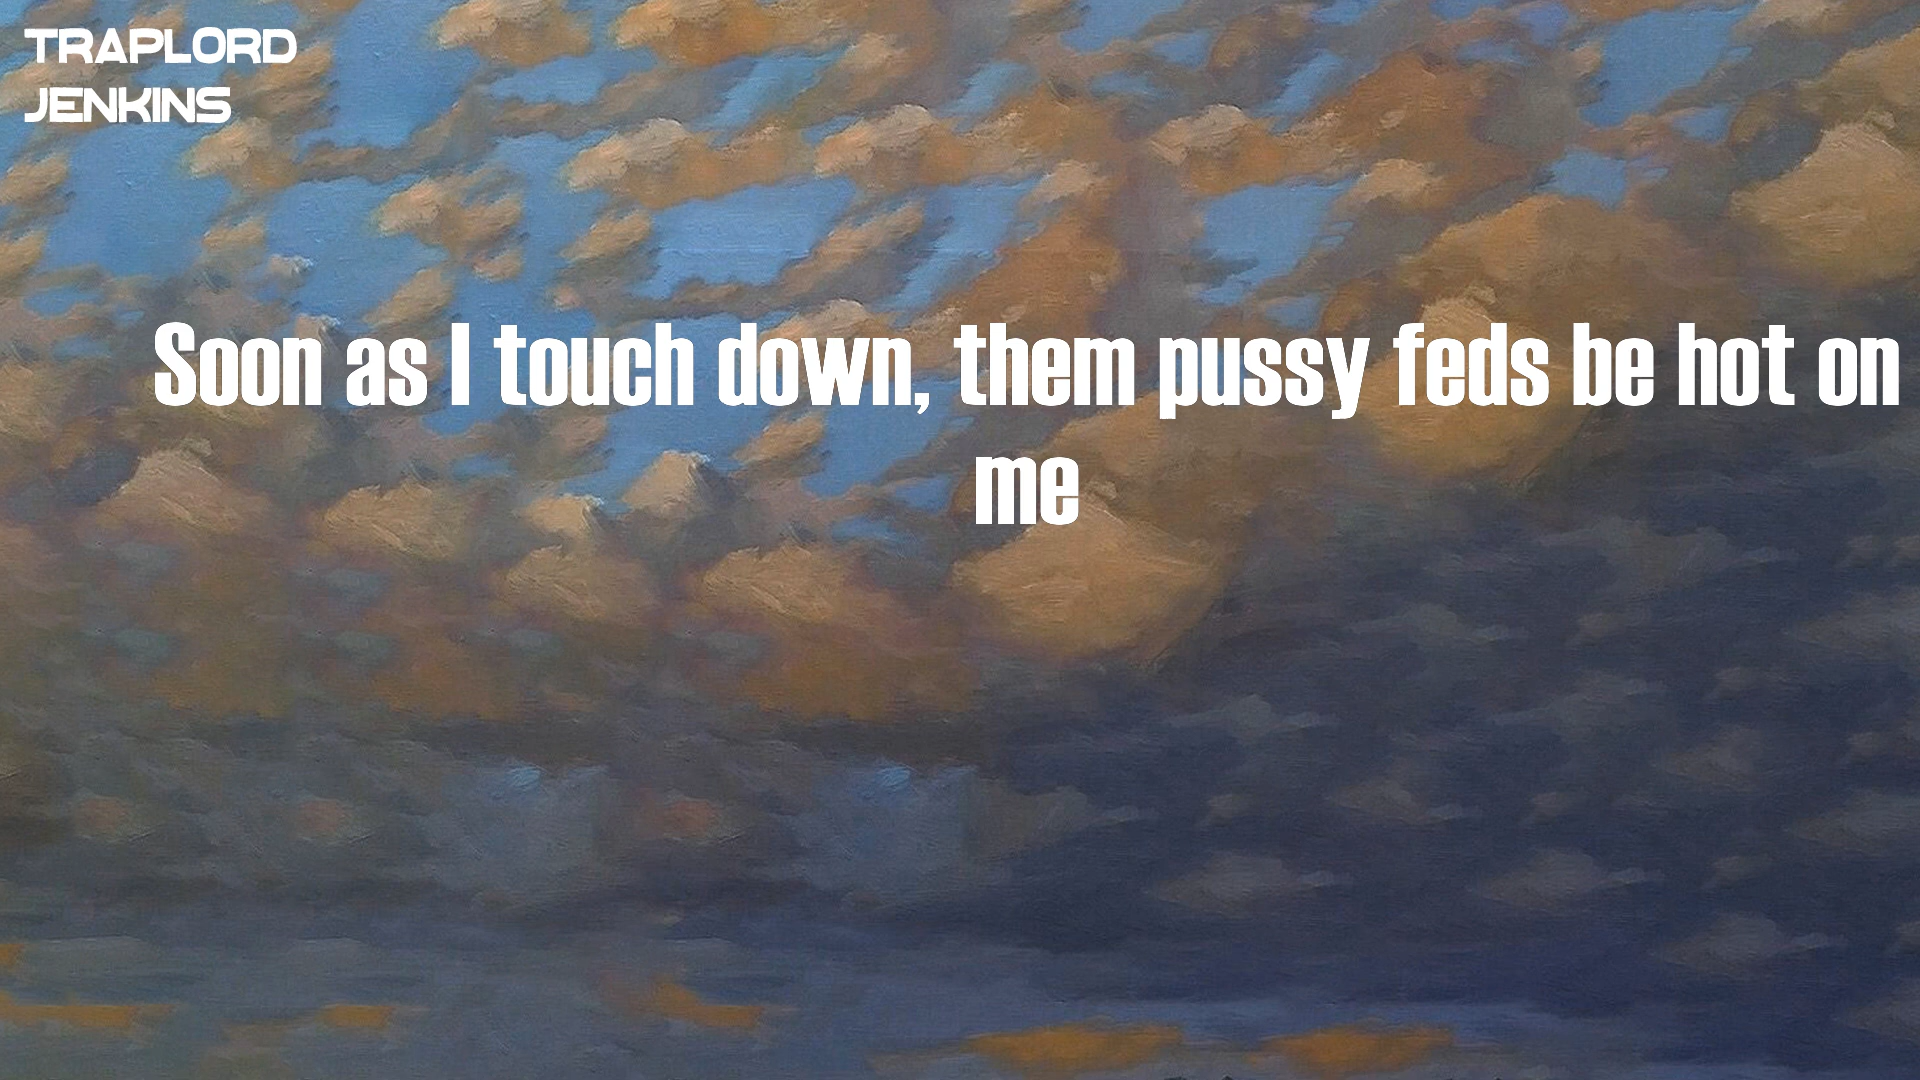 TRAPLORD
JENKINS
Soon as I touch down, them pussy feds be hot on
me